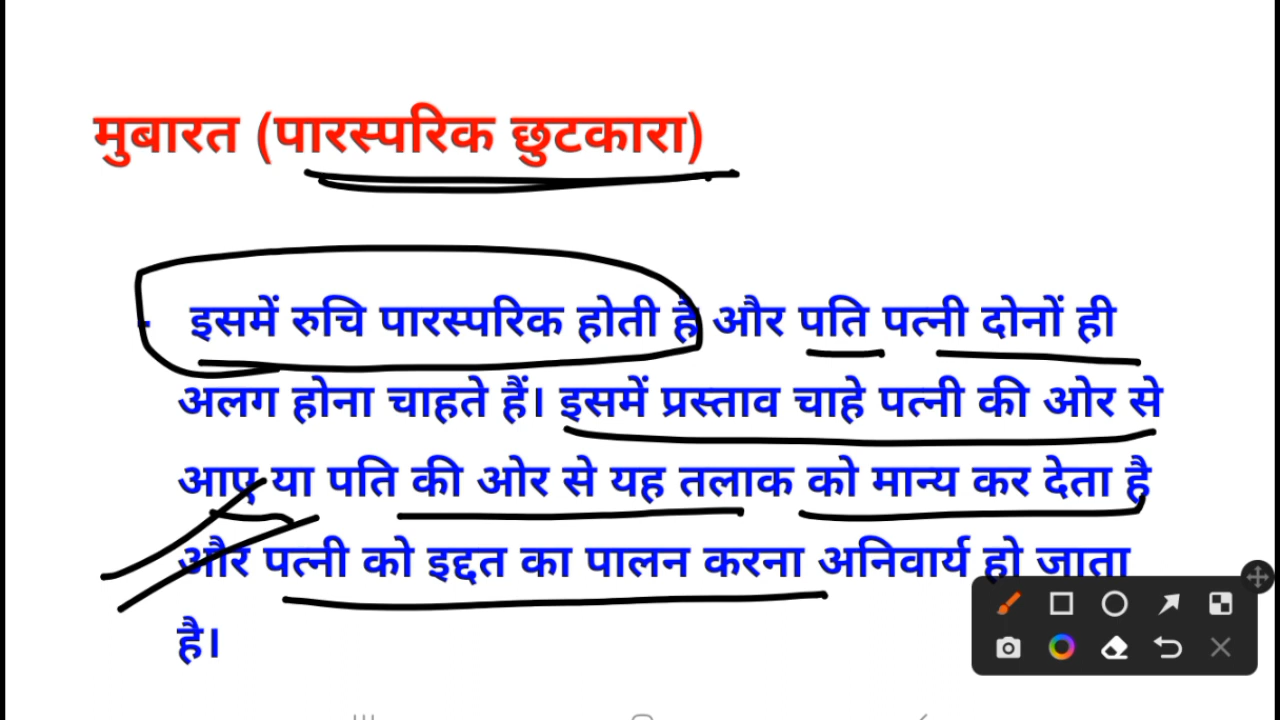 मुबारत (पारस्परिक छुटकारा)
- इसमें रुचि पारस्परिक होती है और पति पत्नी दोनों ही
अलग होना चाहते हैं। इसमें प्रस्ताव चाहे पत्नी की ओर से
आए या पति की ओर से यह तलाक को मान्य कर देता है
और पत्नी को इद्दत का पालन करना अनिवार्य हो जाता
है।